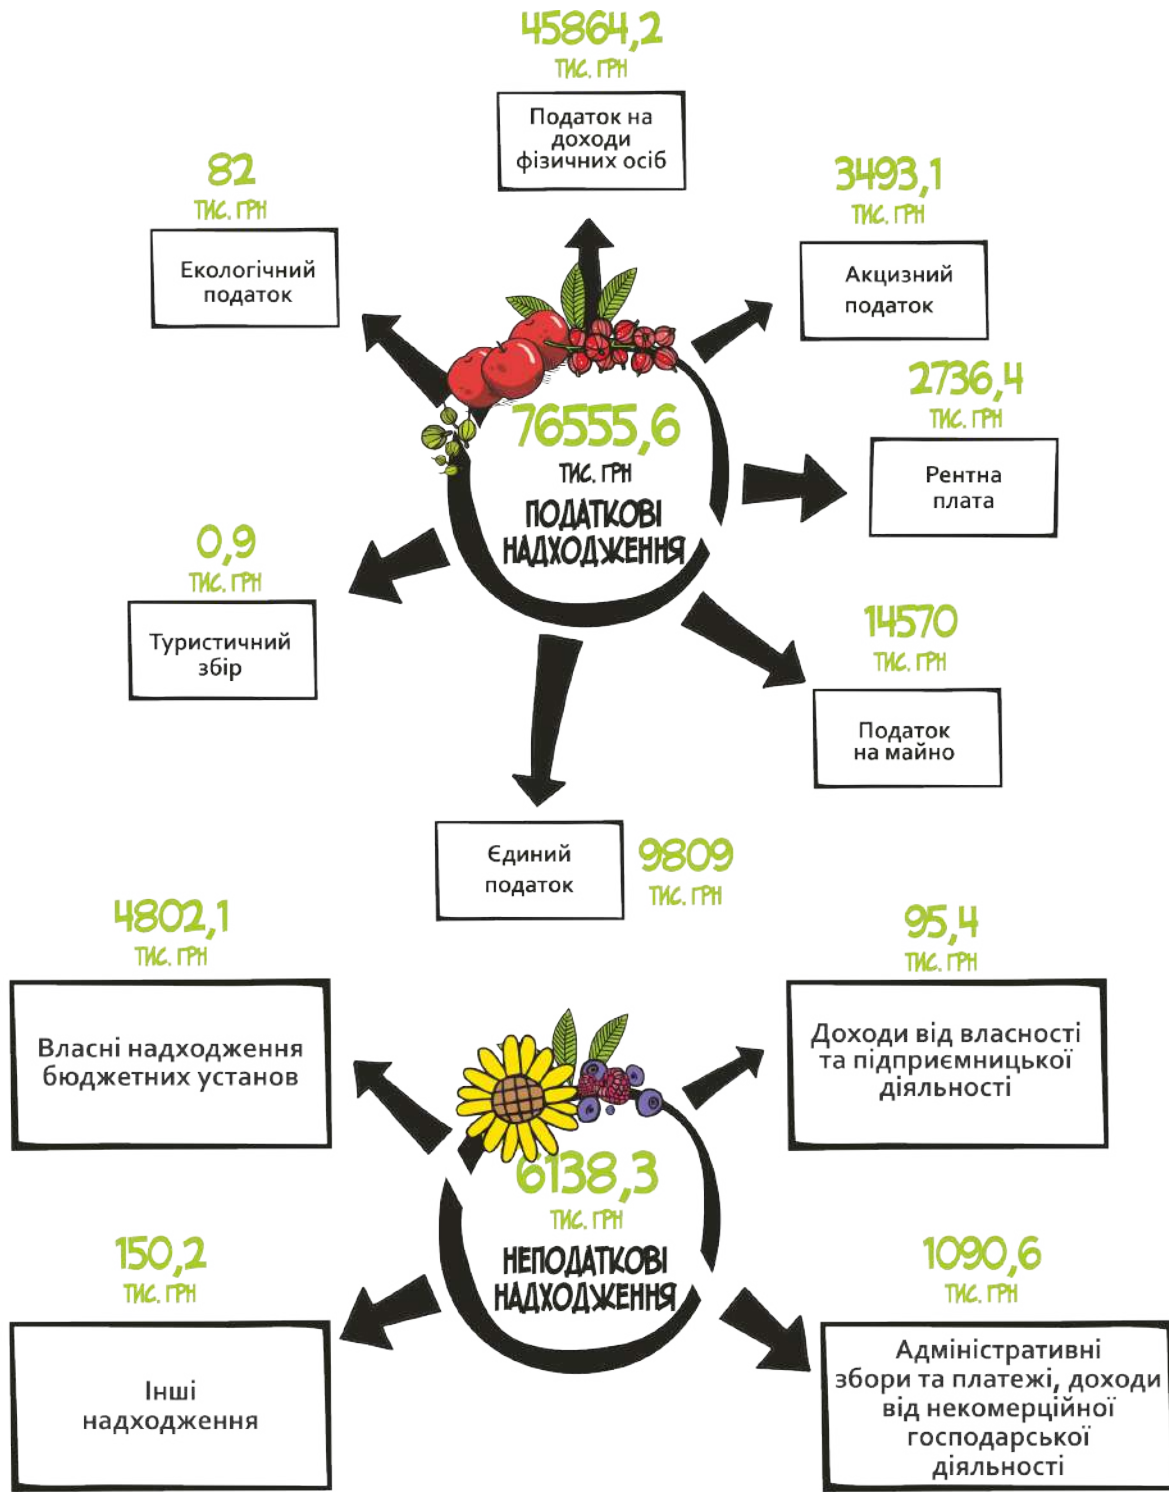 45864,2
ТИС. ГРН
Податок на
доходи
фізичних осіб
82
ТИС. ГРН
Екологічний
податок
3493,1
ТИС. ГРН
Акцизний
податок
2736,4
ТИС. ГРН
Рентна
плата
76555,6
ТИС. ГРН
ПОДАТКОВІ
НАДХОДЖЕННЯ
0,9
ТИС. ГРН
Туристичний
збір
14570
ТИС. ГРН
Податок
на майно
Єдиний
податок
9809
ТИС. ГРН
4802,1
ТИС. ГРН
Власні надходження
бюджетних установ
95,4
ТИС. ГРН
Доходи від власності
та підприємницької
діяльності
6138,3
ТИС. ГРН
НЕПОДАТКОВІ
НАДХОДЖЕННЯ
150,2
ТИС. ГРН
Інші
надходження
1090,6
ТИС. ГРН
Адміністративні
збори та платежі, доходи
від некомерційної
господарської
діяльності